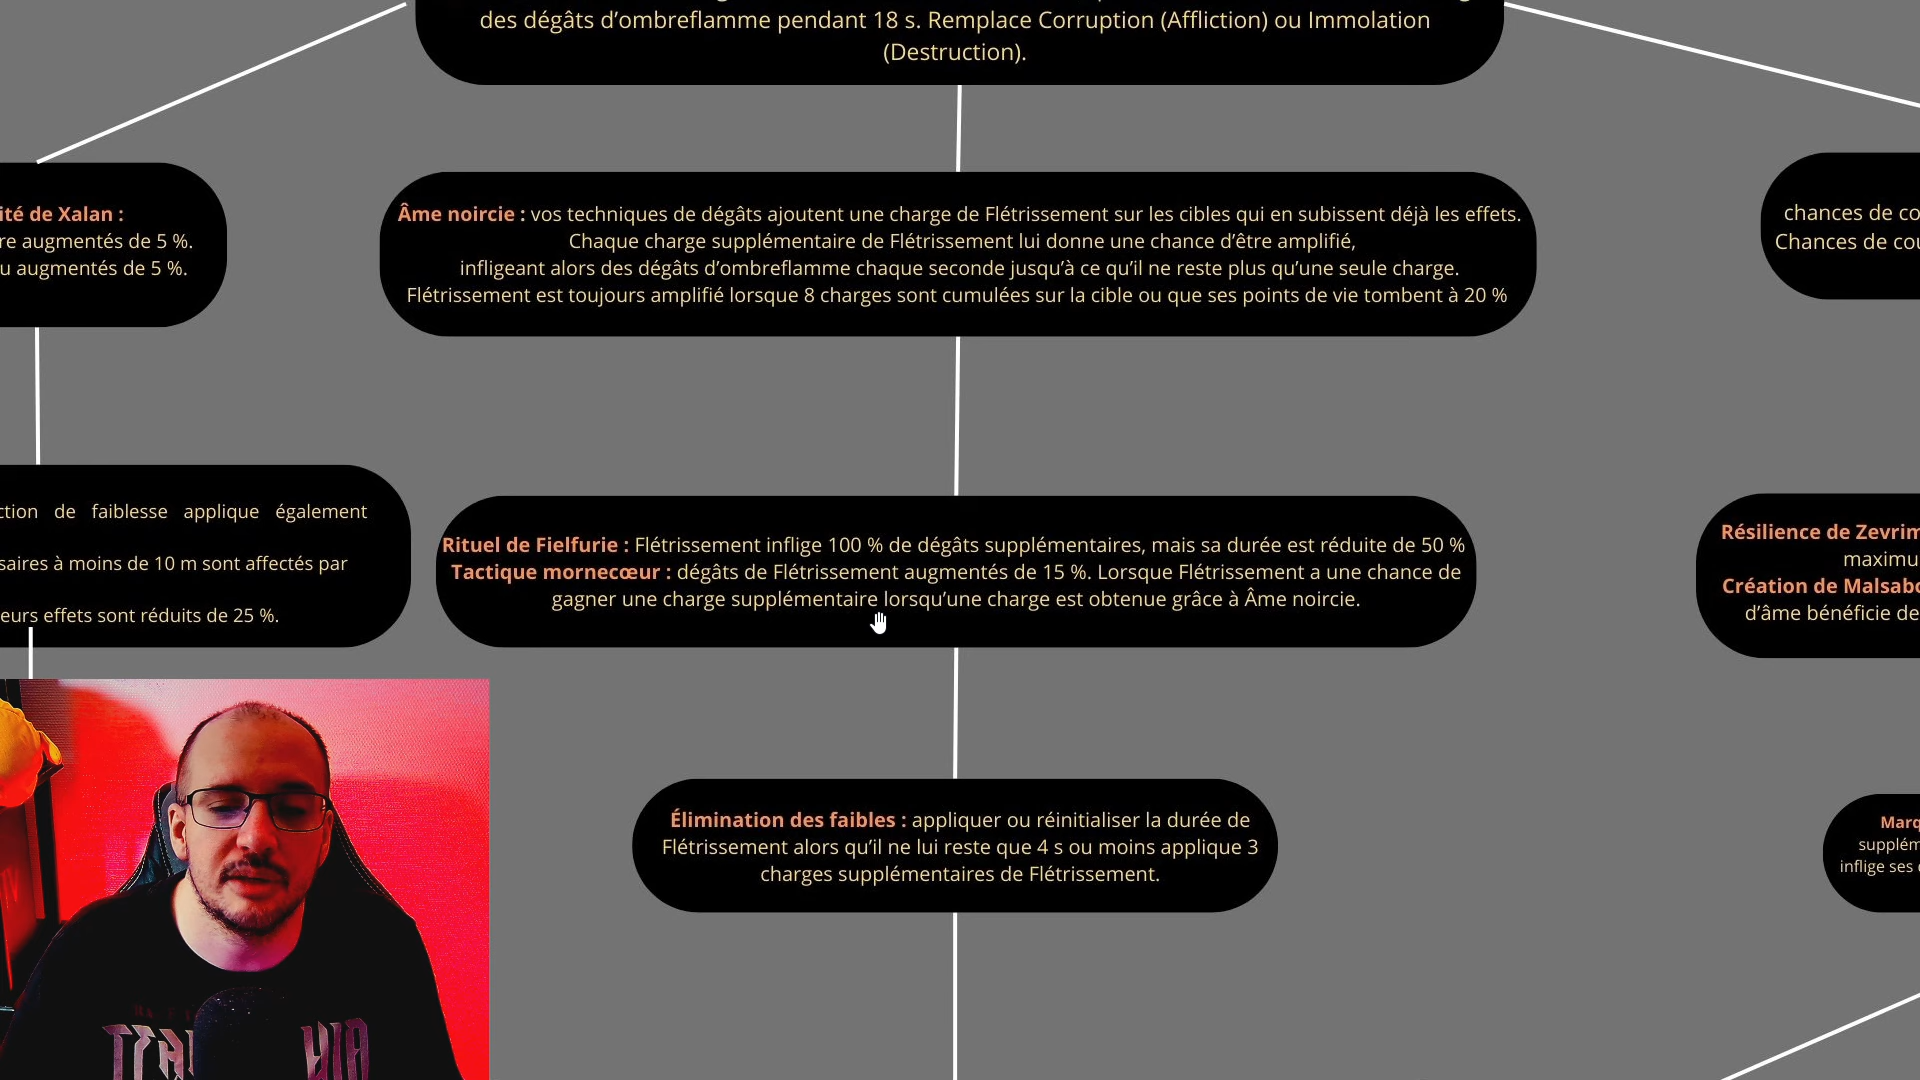 des dégâts d’ombreflamme pendant 18 s. Remplace Corruption (Affliction) ou Immolation
(Destruction).
ité de Xalan :
re augmentés de 5 %.
u augmentés de 5 %.
Âme noircie : vos techniques de dégâts ajoutent une charge de Flétrissement sur les cibles qui en subissent déjà les effets.
Chaque charge supplémentaire de Flétrissement lui donne une chance d’être amplifié,
infligeant alors des dégâts d’ombreflamme chaque seconde jusqu’à ce qu’il ne reste plus qu’une seule charge.
Flétrissement est toujours amplifié lorsque 8 charges sont cumulées sur la cible ou que ses points de vie tombent à 20 %
chances de co
Chances de cou
ction de faiblesse applique également
saires à moins de 10 m sont affectés par
eurs effets sont réduits de 25 %.
Rituel de Fielfurie : Flétrissement inflige 100 % de dégâts supplémentaires, mais sa durée est réduite de 50 %
Tactique mornecœur : dégâts de Flétrissement augmentés de 15 %. Lorsque Flétrissement a une chance de
gagner une charge supplémentaire lorsqu’une charge est obtenue grâce à Âme noircie.
Résilience de Zevrim
maximu
Création de Malsabo
d’âme bénéficie de
Élimination des faibles : appliquer ou réinitialiser la durée de
Flétrissement alors qu’il ne lui reste que 4 s ou moins applique 3
charges supplémentaires de Flétrissement.
Marq
supplém
inflige ses